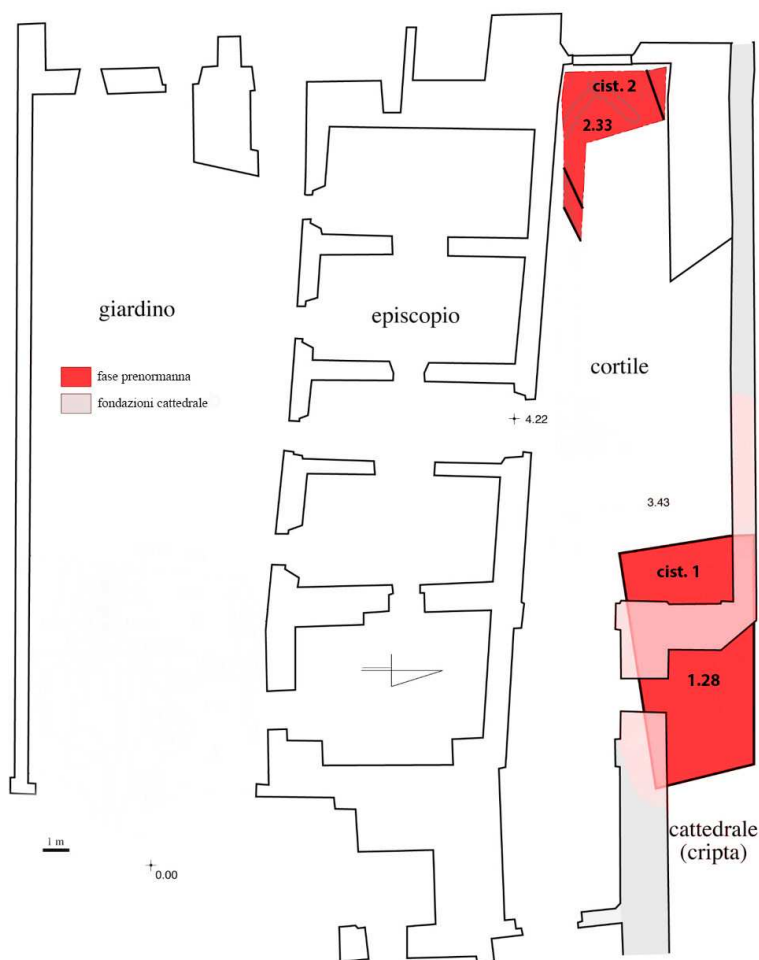 cist. 2
2.33
giardino
episcopio
cortile
fase prenormanna
fondazioni cattedrale
4.22
3.43
cist. 1
1.28
cattedrale
(cripta)
1 m
0.00